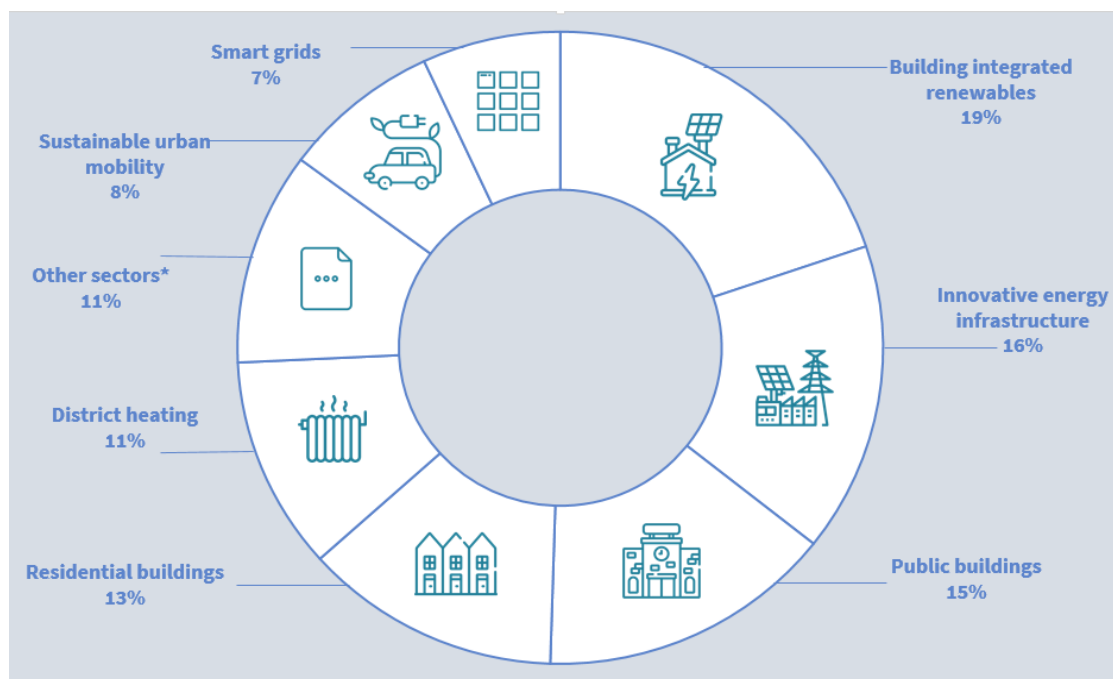 Smart grids
7%
Building integrated
renewables
19%
Sustainable urban
mobility
8%
Other sectors*
11%
Innovative energy
infrastructure
16%
District heating
11%
Residential buildings
13%
Public buildings
15%